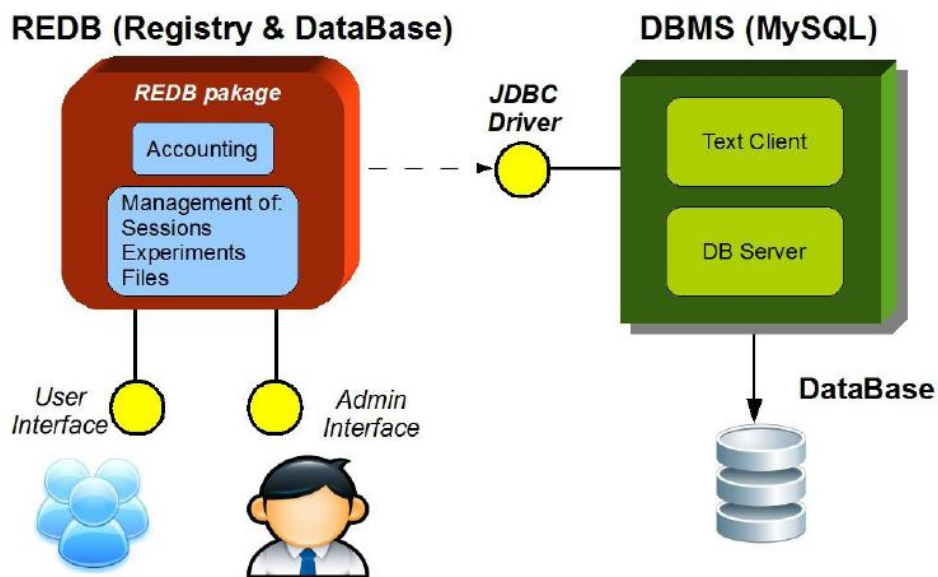 REDB (Registry & DataBase)
REDB pakage
Accounting
Management of:
Sessions
Experiments
Files
User
Interface
Admin
Interface
JDBC
Driver
DBMS (MySQL)
Text Client
DB Server
DataBase